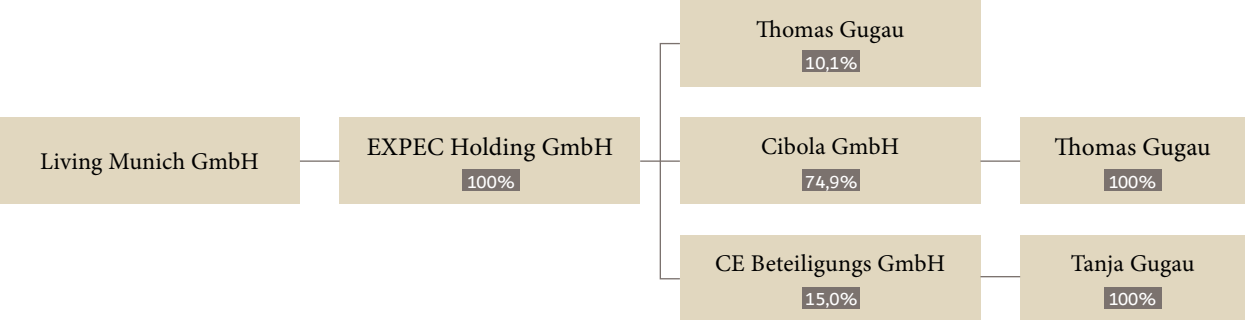 Living Munich GmbH
EXPEC Holding GmbH
100%
Thomas Gugau
10,1%
Cibola GmbH
74,9%
Thomas Gugau
100%
CE Beteiligungs GmbH
15,0%
Tanja Gugau
100%